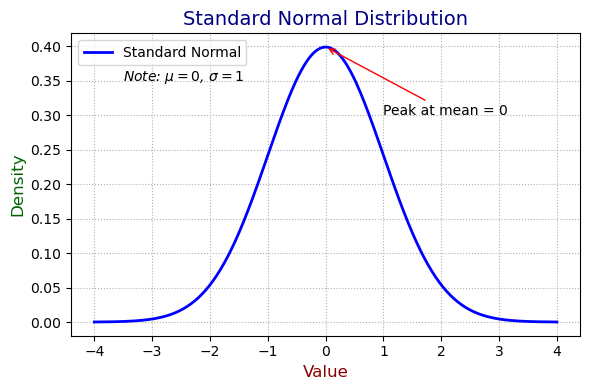 Standard Normal Distribution
Standard Normal
Note: μ = 0, σ = 1
Peak at mean = 0
Density
0.40
0.35
0.30
0.25
0.20
0.15
0.10
0.05
0.00
−4 −3 −2 −1 0 1 2 3 4
Value